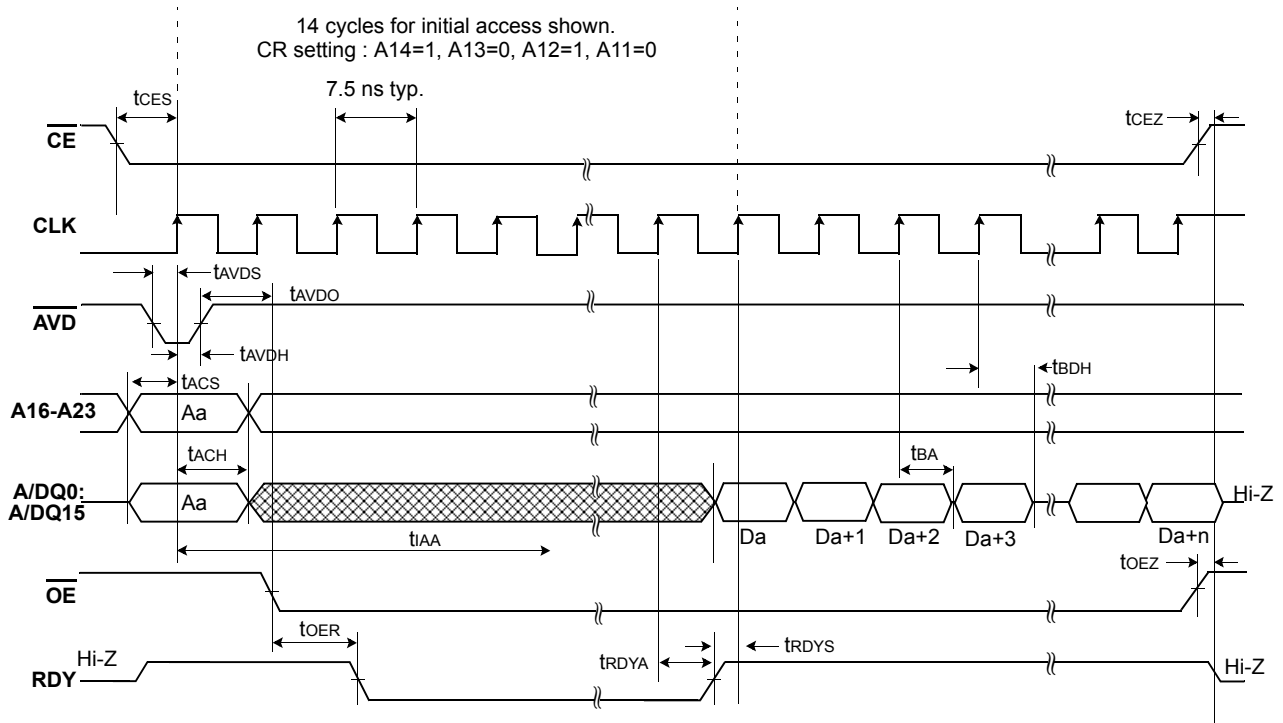 14 cycles for initial access shown.
CR setting : A14=1, A13=0, A12=1, A11=0
7.5 ns typ.
tCES
tCEZ
CE
CLK
tAVDS
tAVDO
AVD
tAVDH
tBDH
tACS
A16-A23
Aa
tACH
tBA
A/DQ0:
A/DQ15
Aa
Hi-Z
Da
Da+1
Da+2
Da+3
Da+n
tIAA
tOEZ
OE
tOER
tRDYA
tRDYS
Hi-Z
RDY
Hi-Z